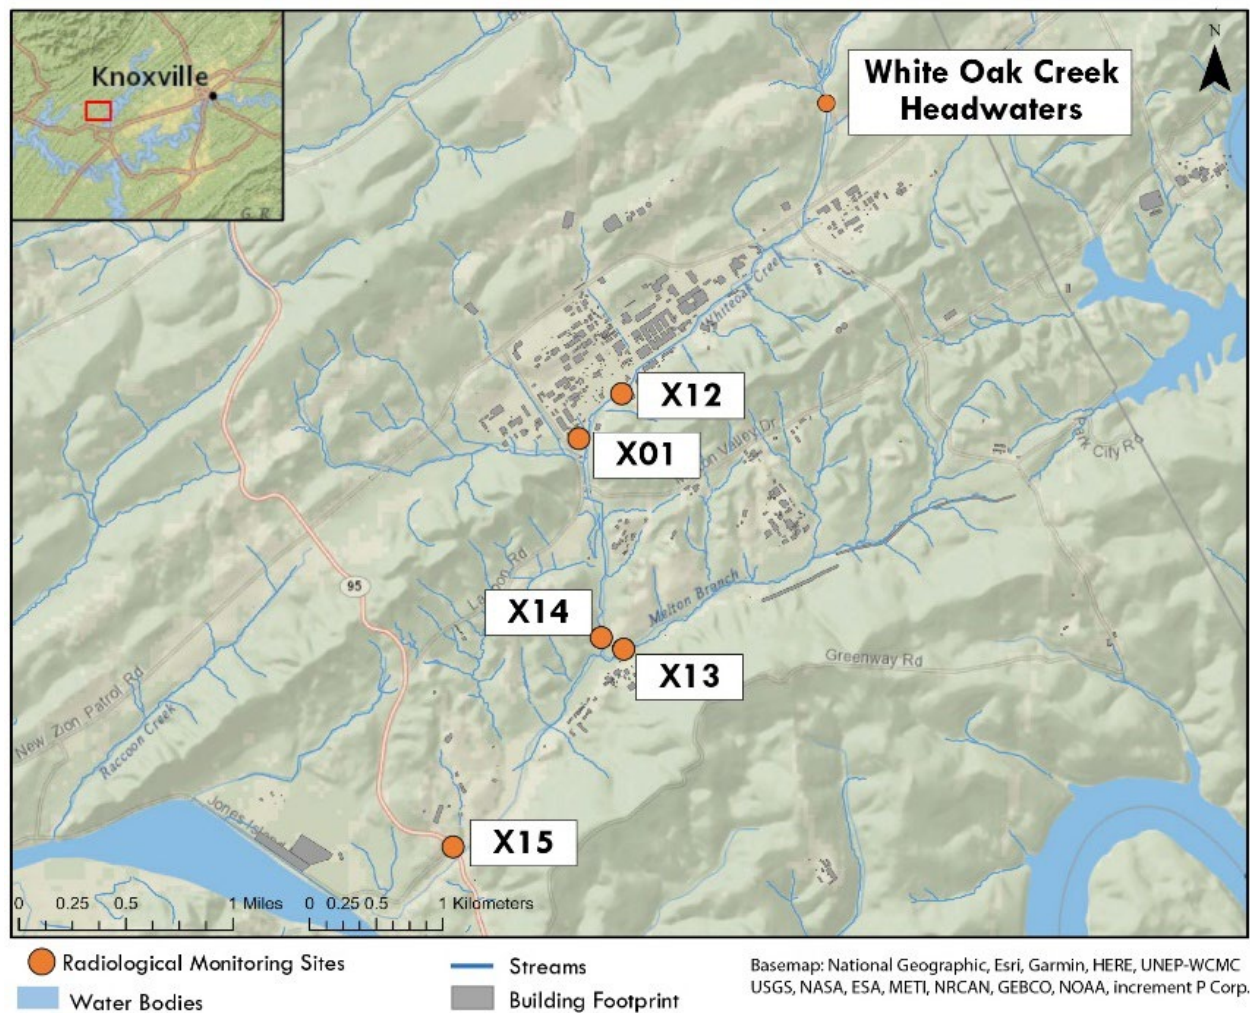 Knoxville
G. R
N
White Oak Creek
Headwaters
Whiteoak Creek
X12
X01
on Valley Dr
Park City Rd
95
Rd
Melton Branch
X14
X13
Greenway Rd
New Zion Patrol Rd
Raccoon Creek
Jones Island
X15
0 0.25 0.5 1 Miles
0 0.25 0.5 1 Kilometers
Radiological Monitoring Sites
Streams
Water Bodies
Building Footprint
Basemap: National Geographic, Esri, Garmin, HERE, UNEP-WCMC
USGS, NASA, ESA, METI, NRCAN, GEBCO, NOAA, increment P Corp.